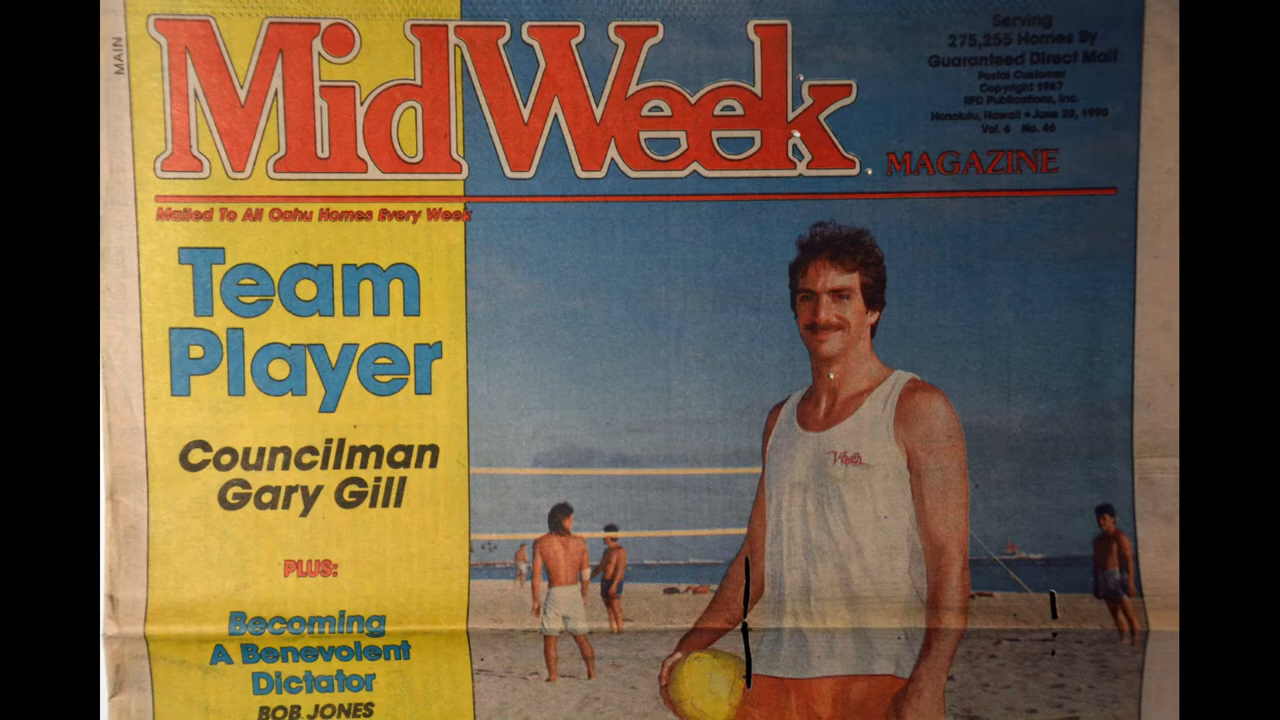 MAIN
MidWeek
MAGAZINE
Serving
275,255 Homes By
Guaranteed Direct Mail
Postal Customer
Copyright 1987
RFD Publications, Inc.
Honolulu, Hawaii • June 20, 1990
Vol. 6 No. 46
Mailed To All Oahu Homes Every Week
Team
Player
Councilman
Gary Gill
PLUS:
Becoming
A Benevolent
Dictator
BOB JONES